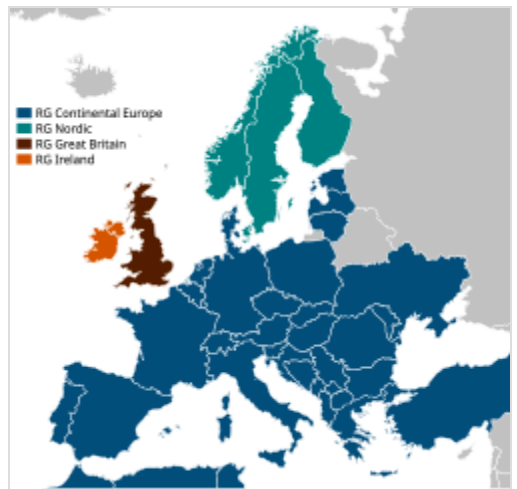 RG Continental Europe
RG Nordic
RG Great Britain
RG Ireland